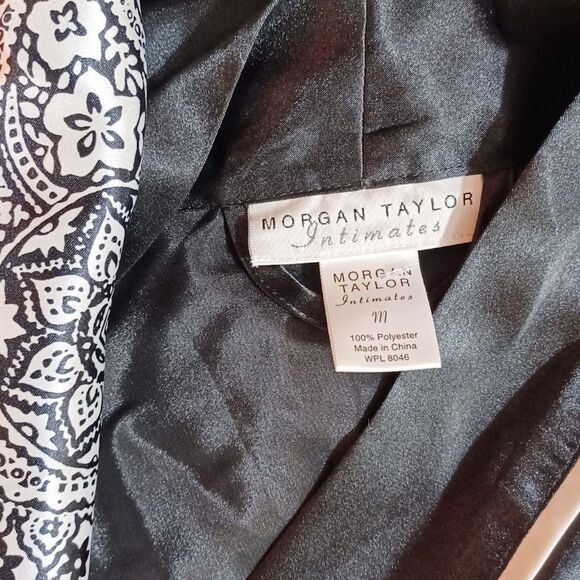 MORGAN TAYLOR
Intimates
MORGAN
TAYLOR
Intimates
M
100% Polyester
Made in China
WPL 8046